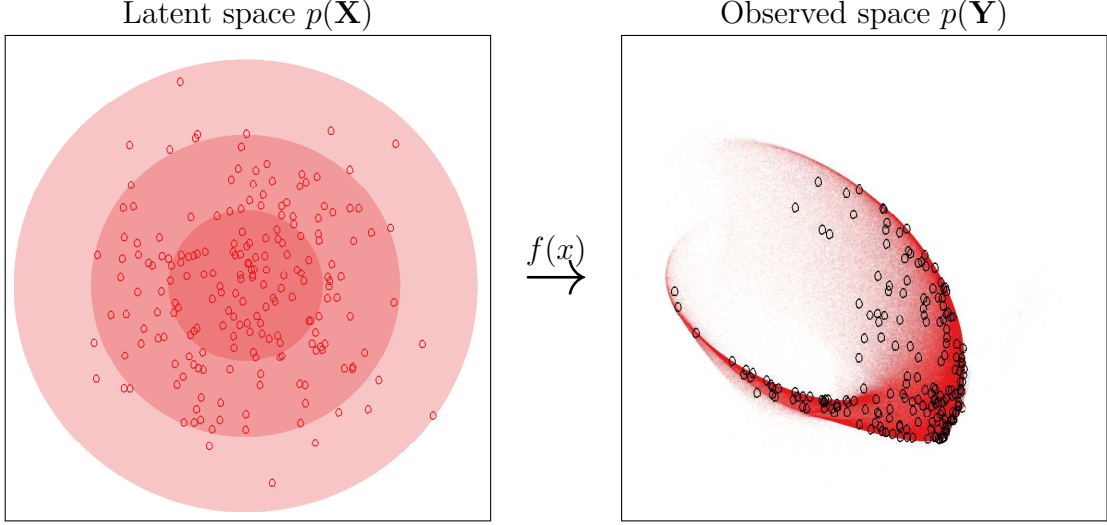 Latent space p(X)
Observed space p(Y)
f(x)